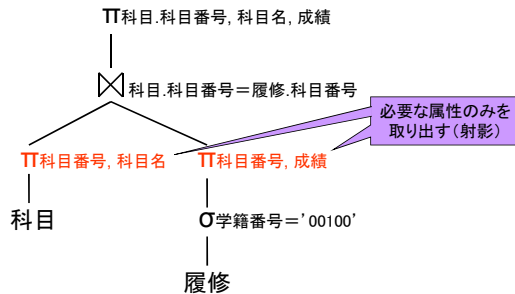 π科目.科目番号, 科目名, 成績
⋈ 科目.科目番号=履修.科目番号
必要な属性のみを
取り出す(射影)
π科目番号, 科目名
π科目番号, 成績
科目
σ学籍番号='00100'
履修